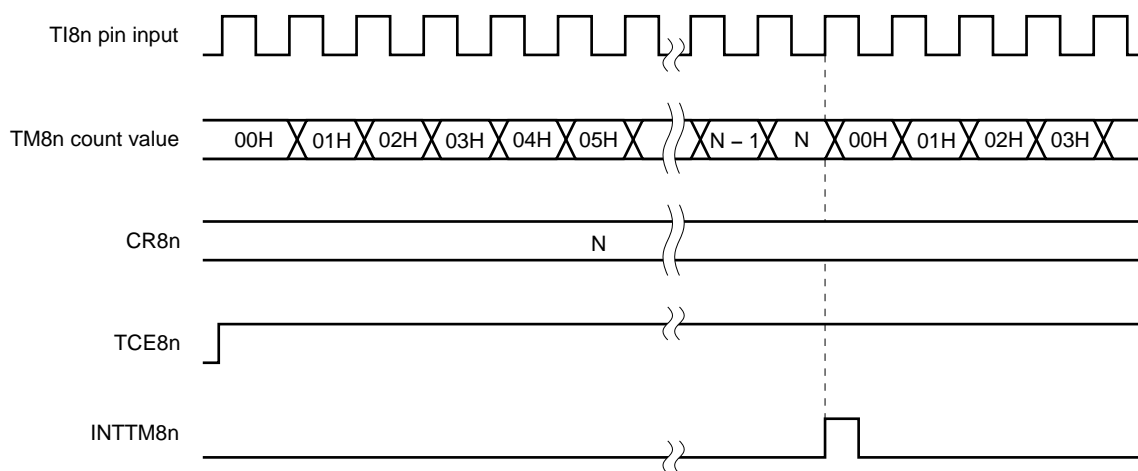 TI8n pin input
TM8n count value 00H 01H 02H 03H 04H 05H N – 1 N 00H 01H 02H 03H
CR8n N
TCE8n
INTTM8n